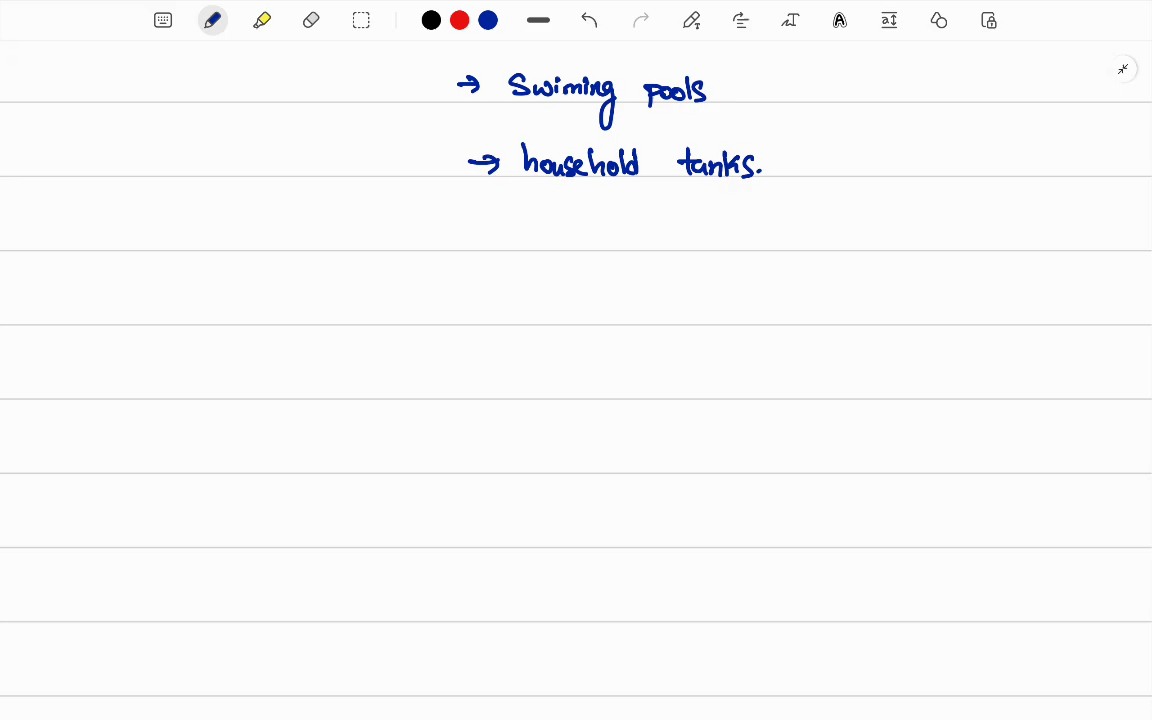 → Swiming pools
→ household tanks.